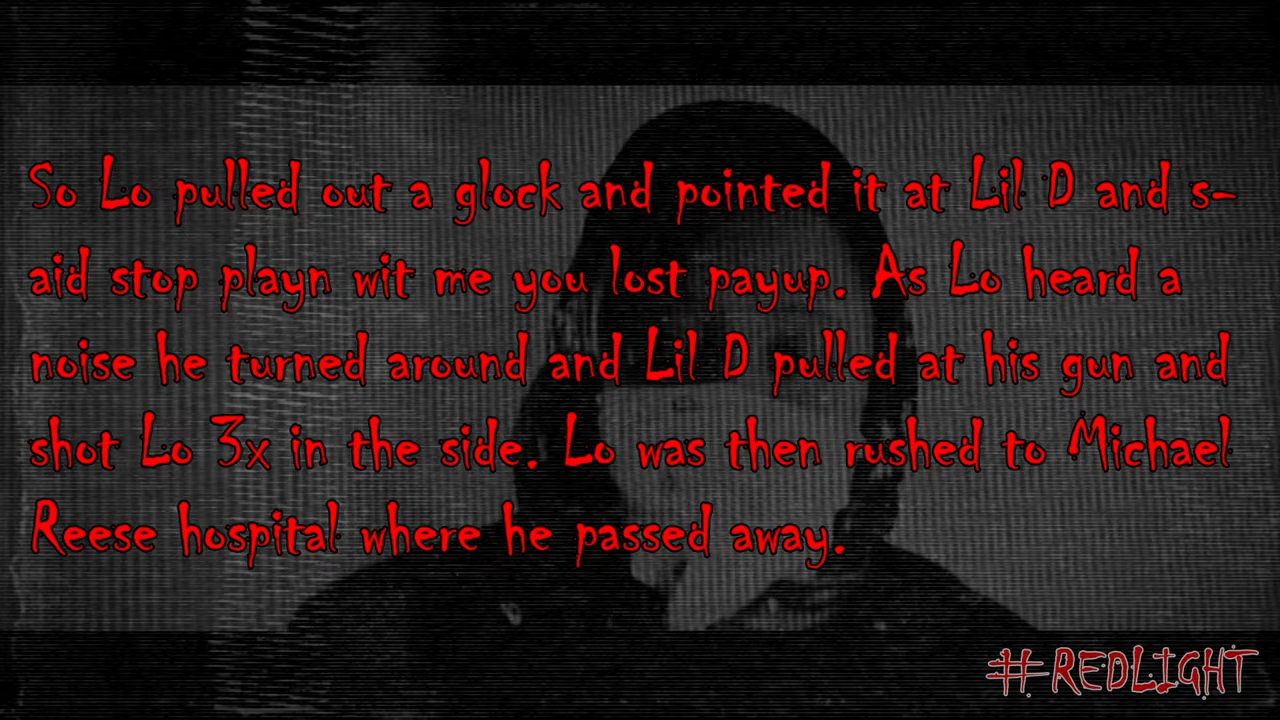 So Lo pulled out a glock and pointed it at Lil D and s-
aid stop playn wit me you lost payup. As Lo heard a
noise he turned around and Lil D pulled at his gun and
shot Lo 3x in the side. Lo was then rushed to Michael
Reese hospital where he passed away.
#REDLIGHT